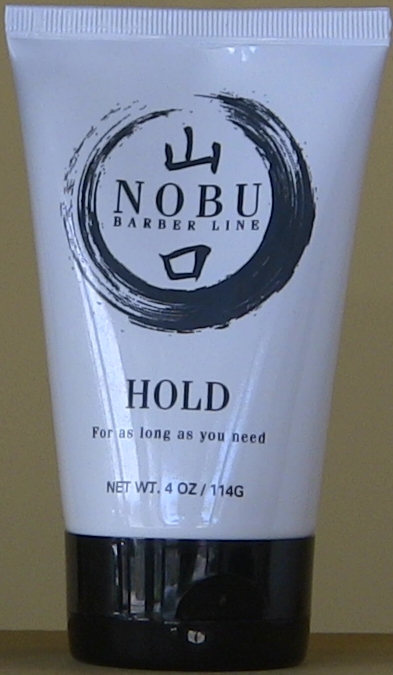 山
NOBU
BARBER LINE
口
HOLD
For as long as you need
NET WT. 4 OZ / 114G